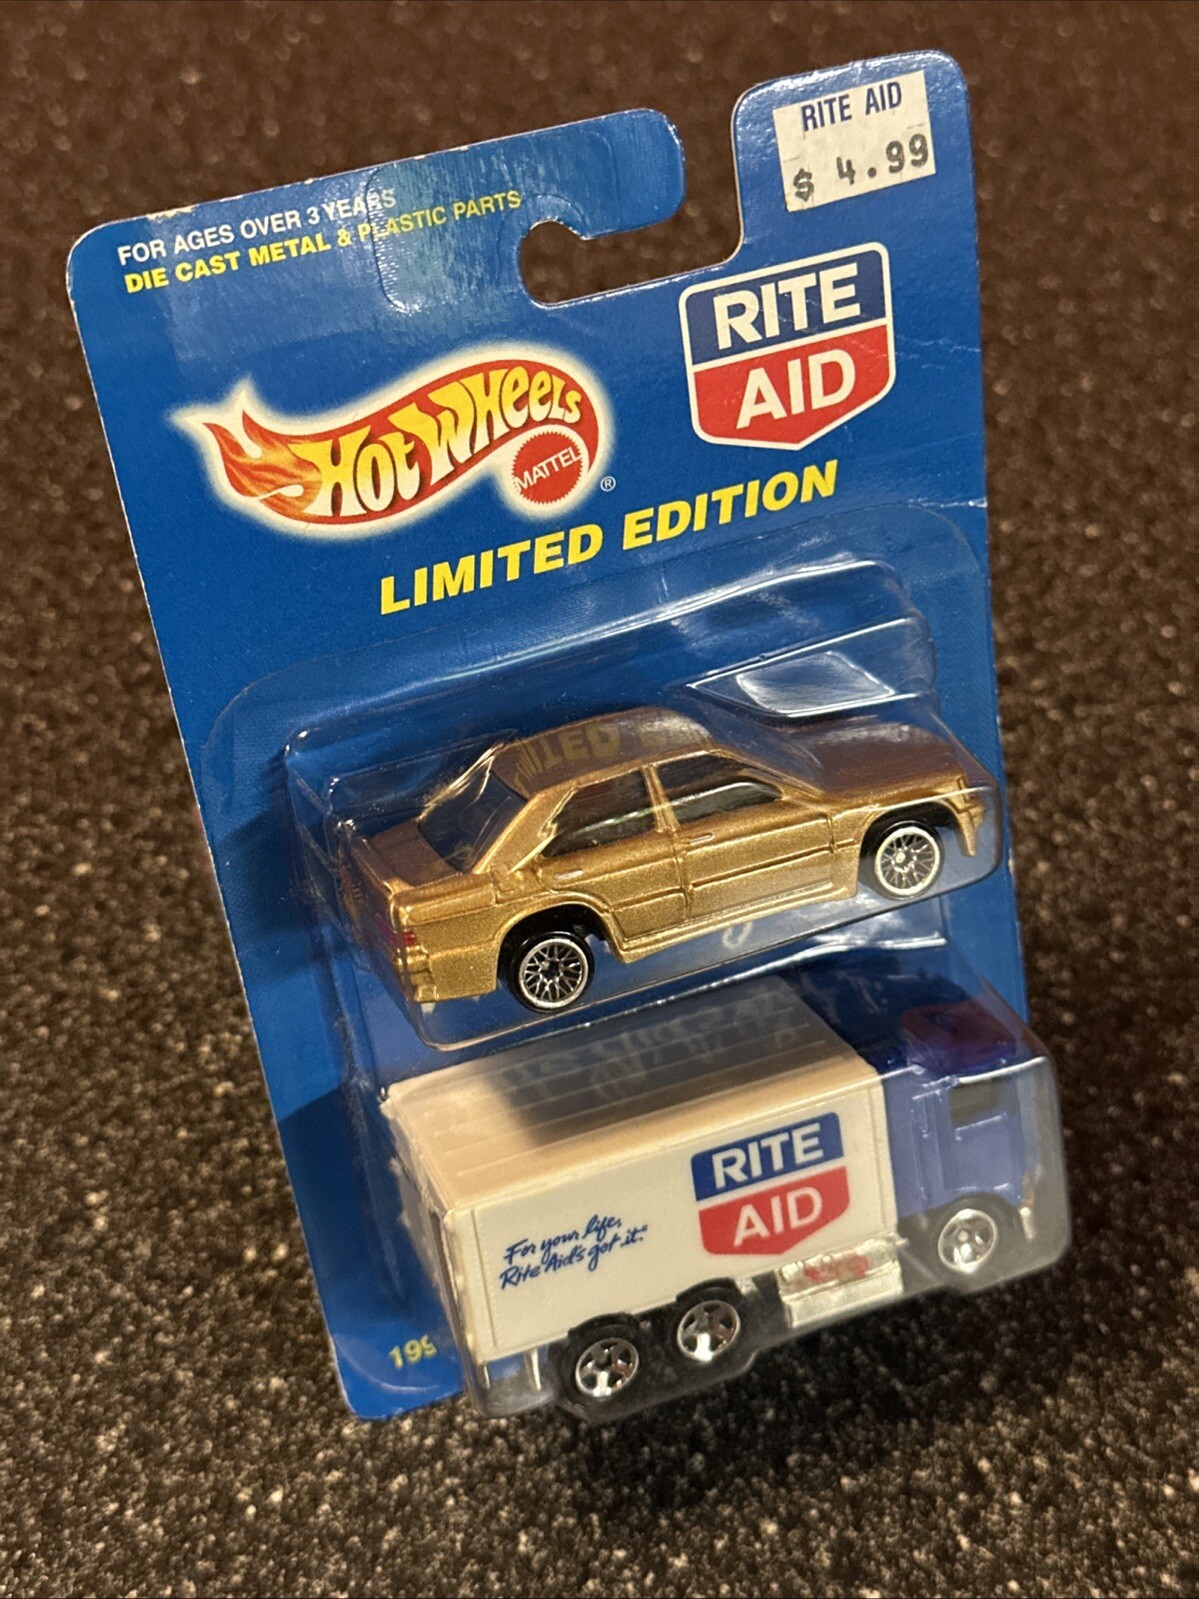 RITE AID
$ 4.99
FOR AGES OVER 3 YEARS
DIE CAST METAL & PLASTIC PARTS
RITE
AID
HOT WHEELS
MATTEL
®
LIMITED EDITION
RITE
AID
For your life,
Rite Aid's got it.
199